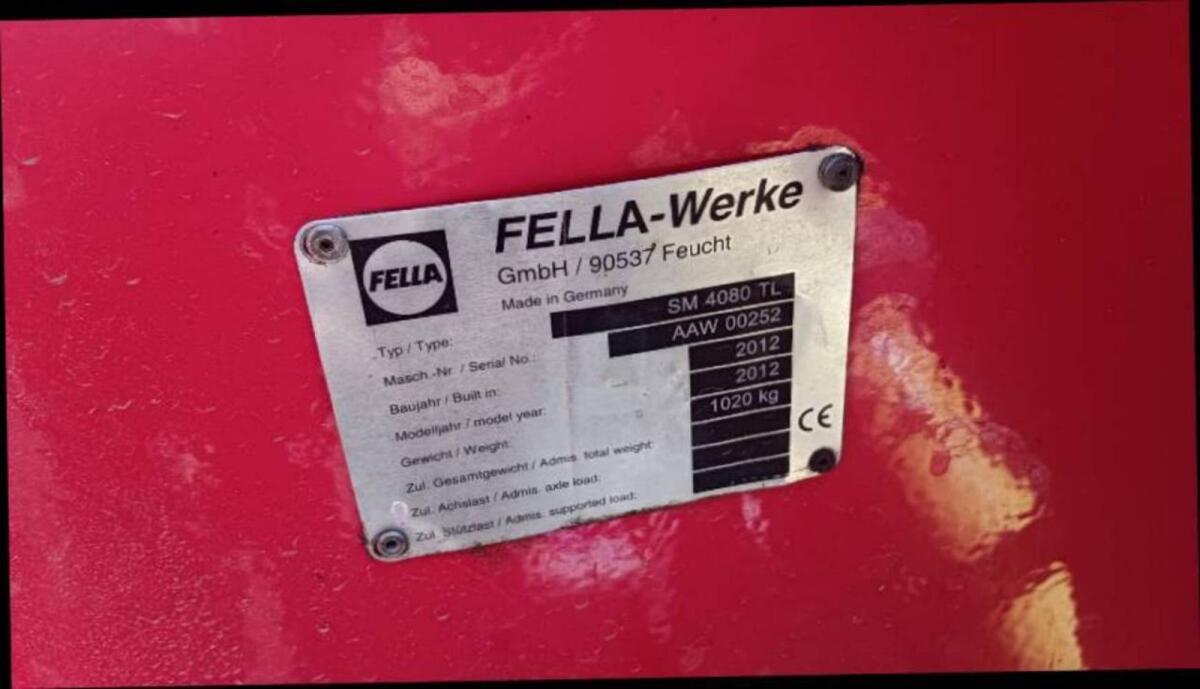 FELLA
FELLA-Werke
GmbH / 90537 Feucht
Made in Germany
Typ / Type: SM 4080 TL
Masch.-Nr. / Serial No.: AAW 00252
Baujahr / Built in: 2012
Modelljahr / model year: 2012
Gewicht / Weight: 1020 kg
Zul. Gesamtgewicht / Admis. total weight:
Zul. Achslast / Admis. axle load:
Zul. Stützlast / Admis. supported load:
CE